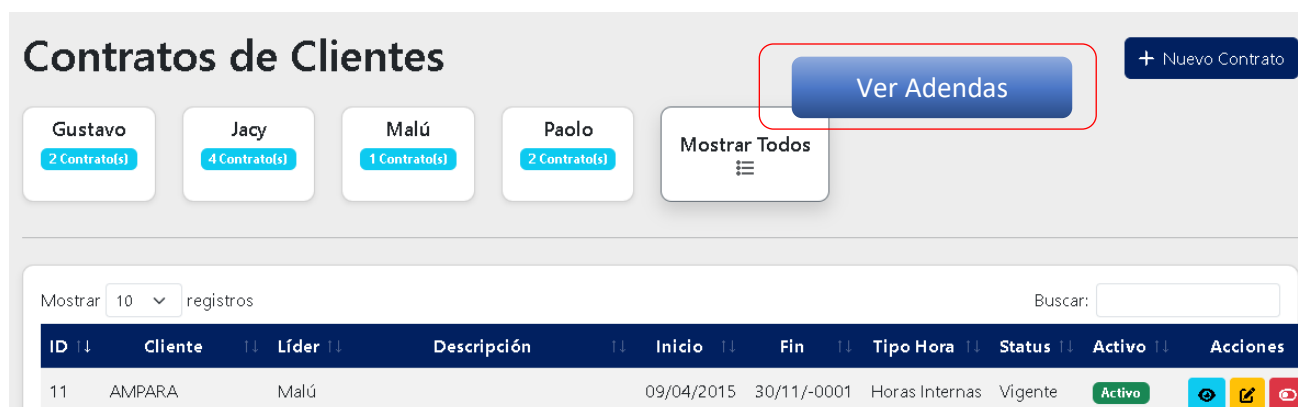 Contratos de Clientes
Ver Adendas
+ Nuevo Contrato
Gustavo
2 Contrato(s)
Jacy
4 Contrato(s)
Malú
1 Contrato(s)
Paolo
2 Contrato(s)
Mostrar Todos
Mostrar 10 registros
Buscar:
ID Cliente Líder Descripción Inicio Fin Tipo Hora Status Activo Acciones
11 AMPARA Malú 09/04/2015 30/11/-0001 Horas Internas Vigente Activo